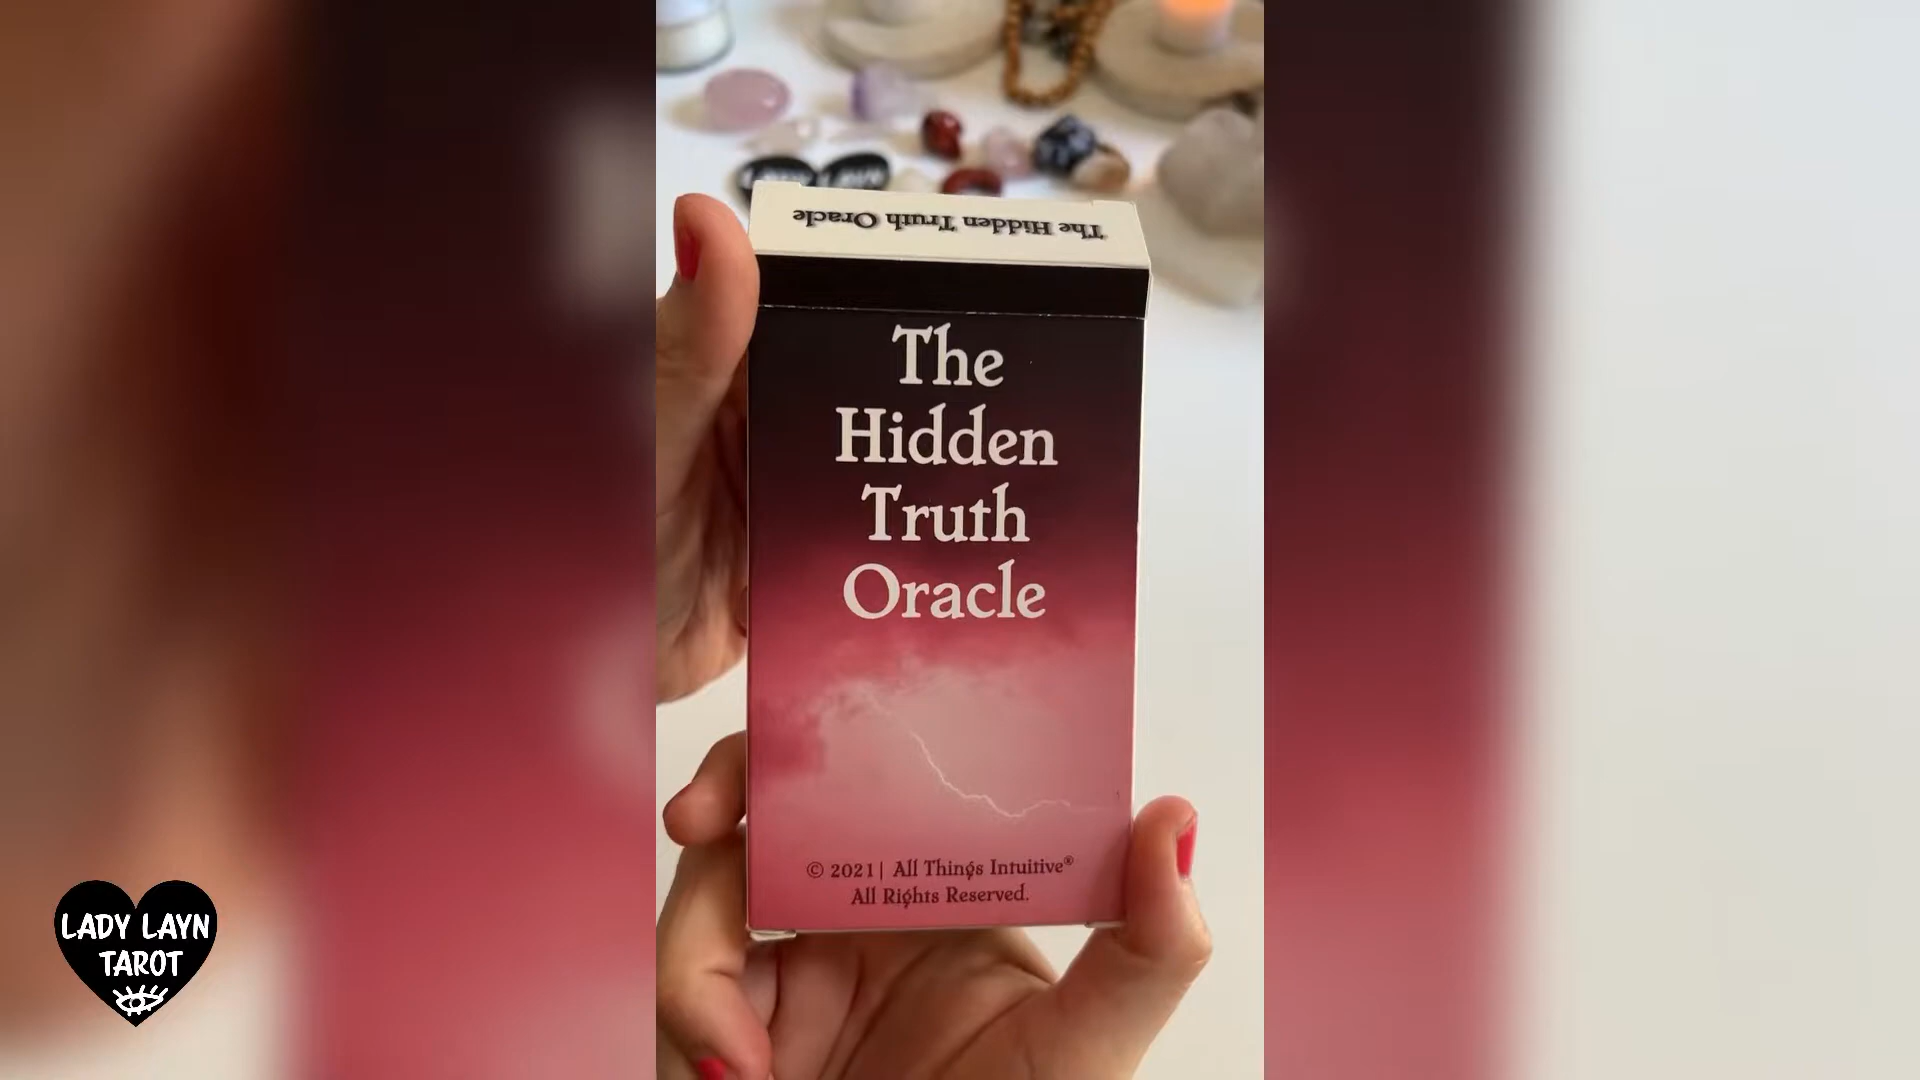 The Hidden Truth Oracle
The
Hidden
Truth
Oracle
© 2021| All Things Intuitive®
All Rights Reserved.
LADY LAYN
TAROT